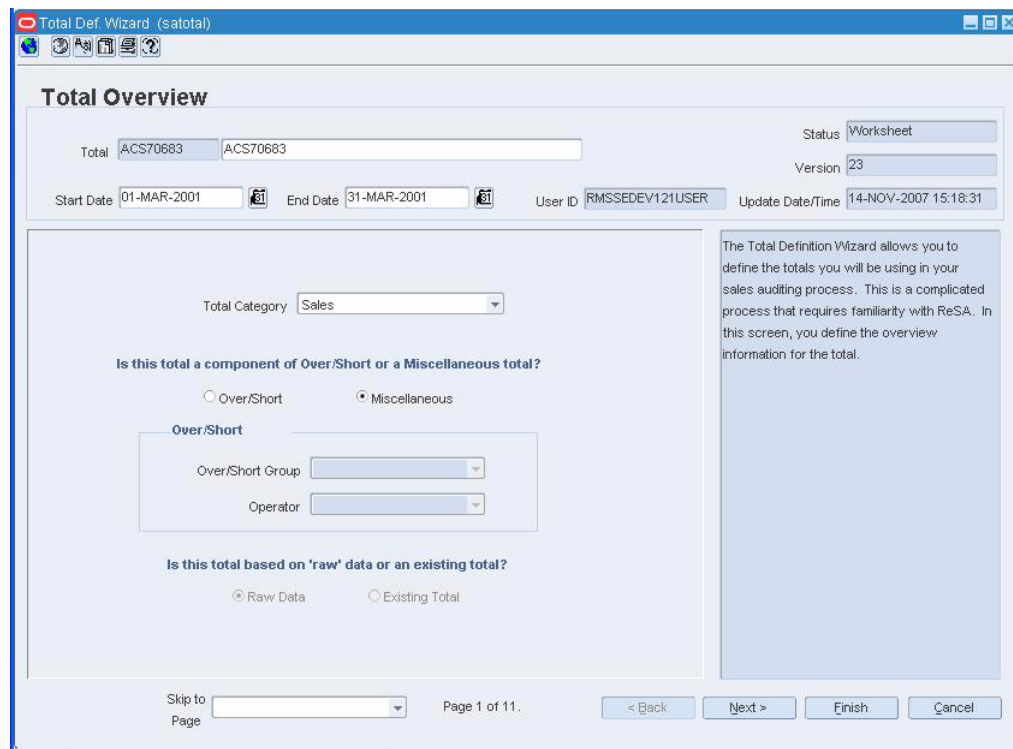 Total Def. Wizard (satotal)
Total Overview
Total ACS70683 ACS70683
Status Worksheet
Version 23
Start Date 01-MAR-2001 End Date 31-MAR-2001 User ID RMSSEDEV121USER Update Date/Time 14-NOV-2007 15:18:31
Total Category Sales
Is this total a component of Over/Short or a Miscellaneous total?
Over/Short Miscellaneous
Over/Short
Over/Short Group
Operator
Is this total based on 'raw' data or an existing total?
Raw Data Existing Total
The Total Definition Wizard allows you to
define the totals you will be using in your
sales auditing process. This is a complicated
process that requires familiarity with ReSA. In
this screen, you define the overview
information for the total.
Skip to
Page
Page 1 of 11.
< Back Next > Finish Cancel